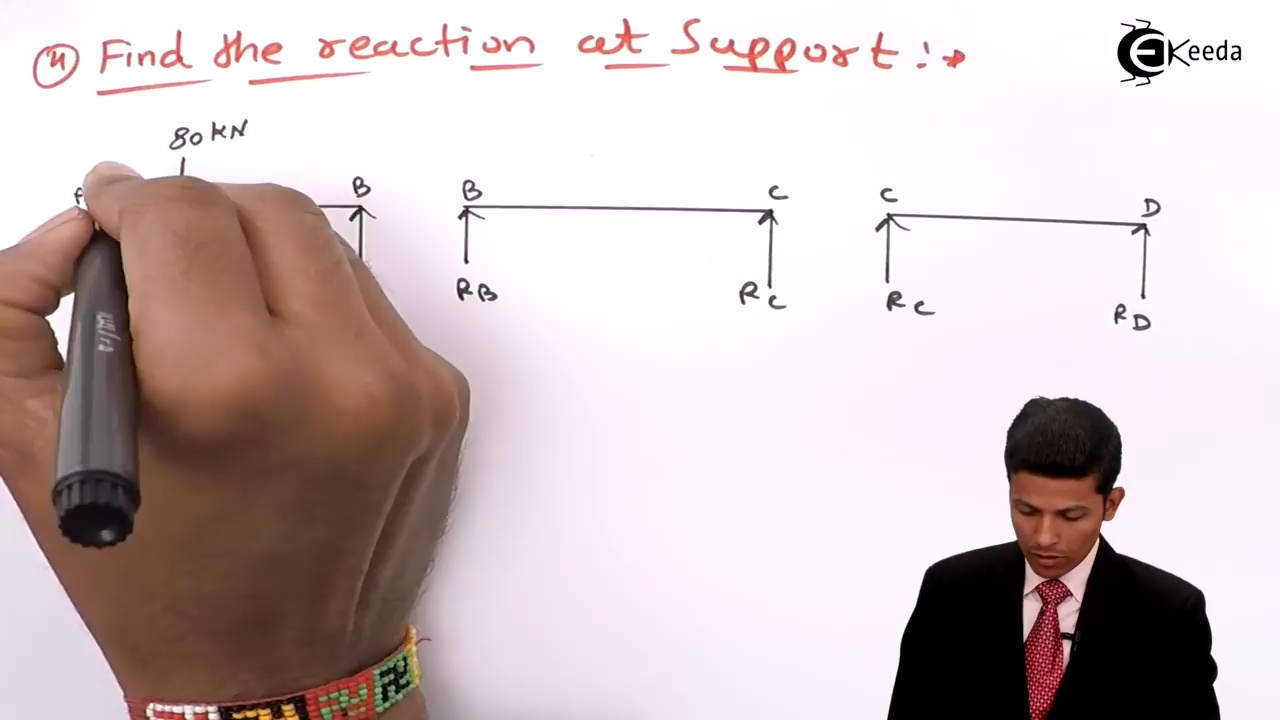 4) Find the reaction at Support :-
EKeeda
80 KN
B B C C D
RB RC RC RD